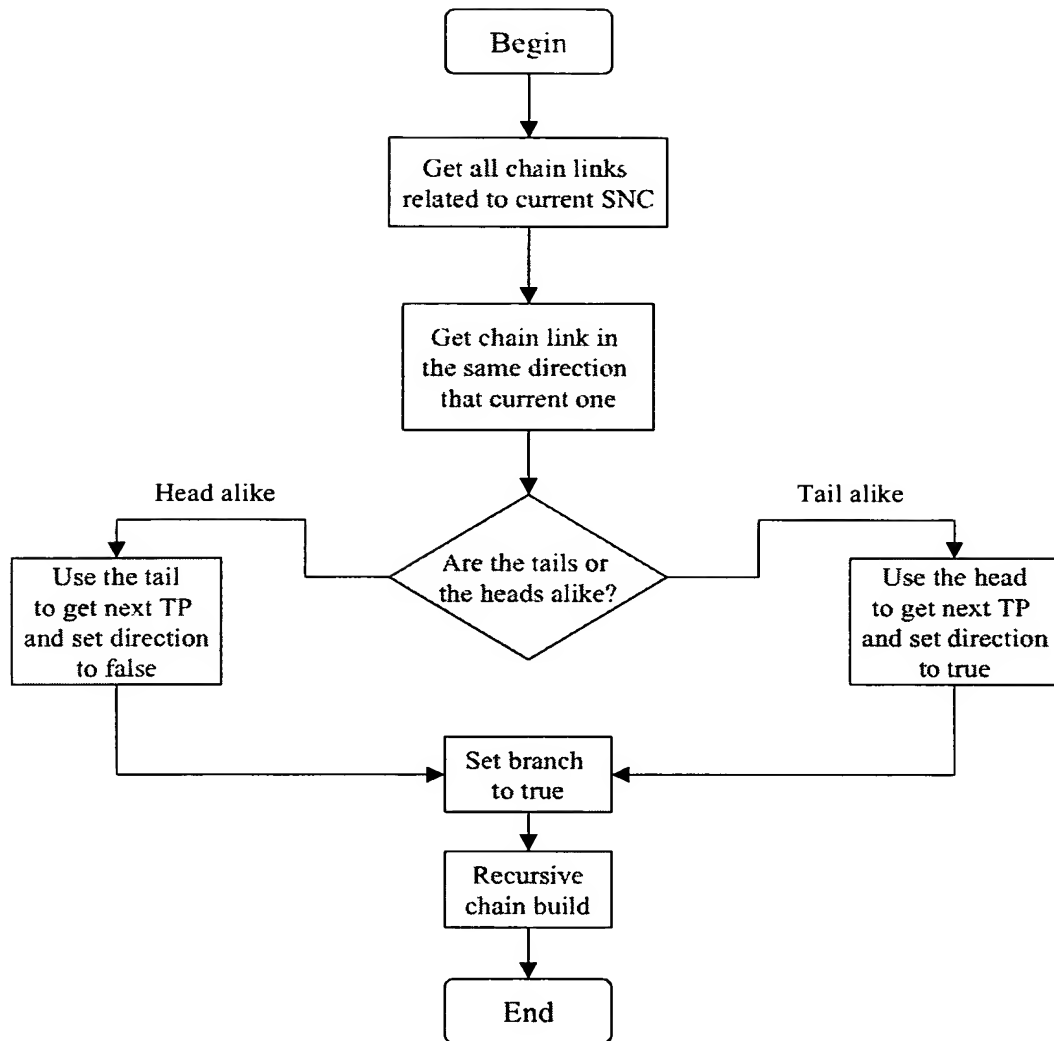 Begin
Get all chain links
related to current SNC
Get chain link in
the same direction
that current one
Head alike
Tail alike
Are the tails or
the heads alike?
Use the tail
to get next TP
and set direction
to false
Use the head
to get next TP
and set direction
to true
Set branch
to true
Recursive
chain build
End